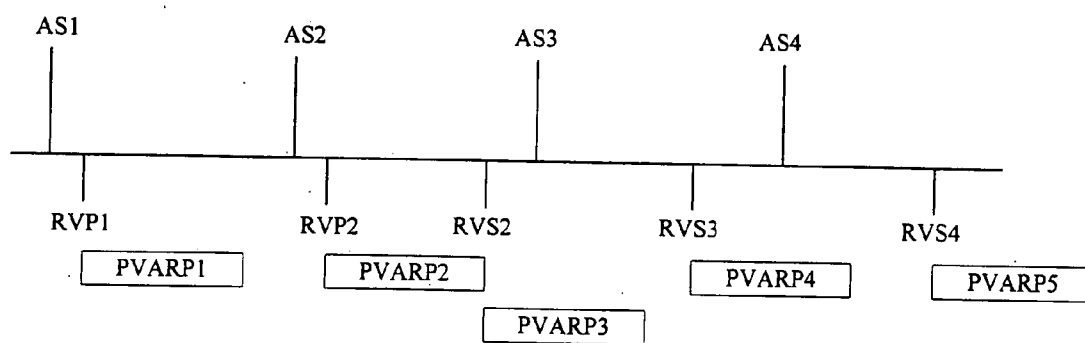 AS1
AS2
AS3
AS4
RVP1
RVP2
RVS2
RVS3
RVS4
PVARP1
PVARP2
PVARP4
PVARP5
PVARP3